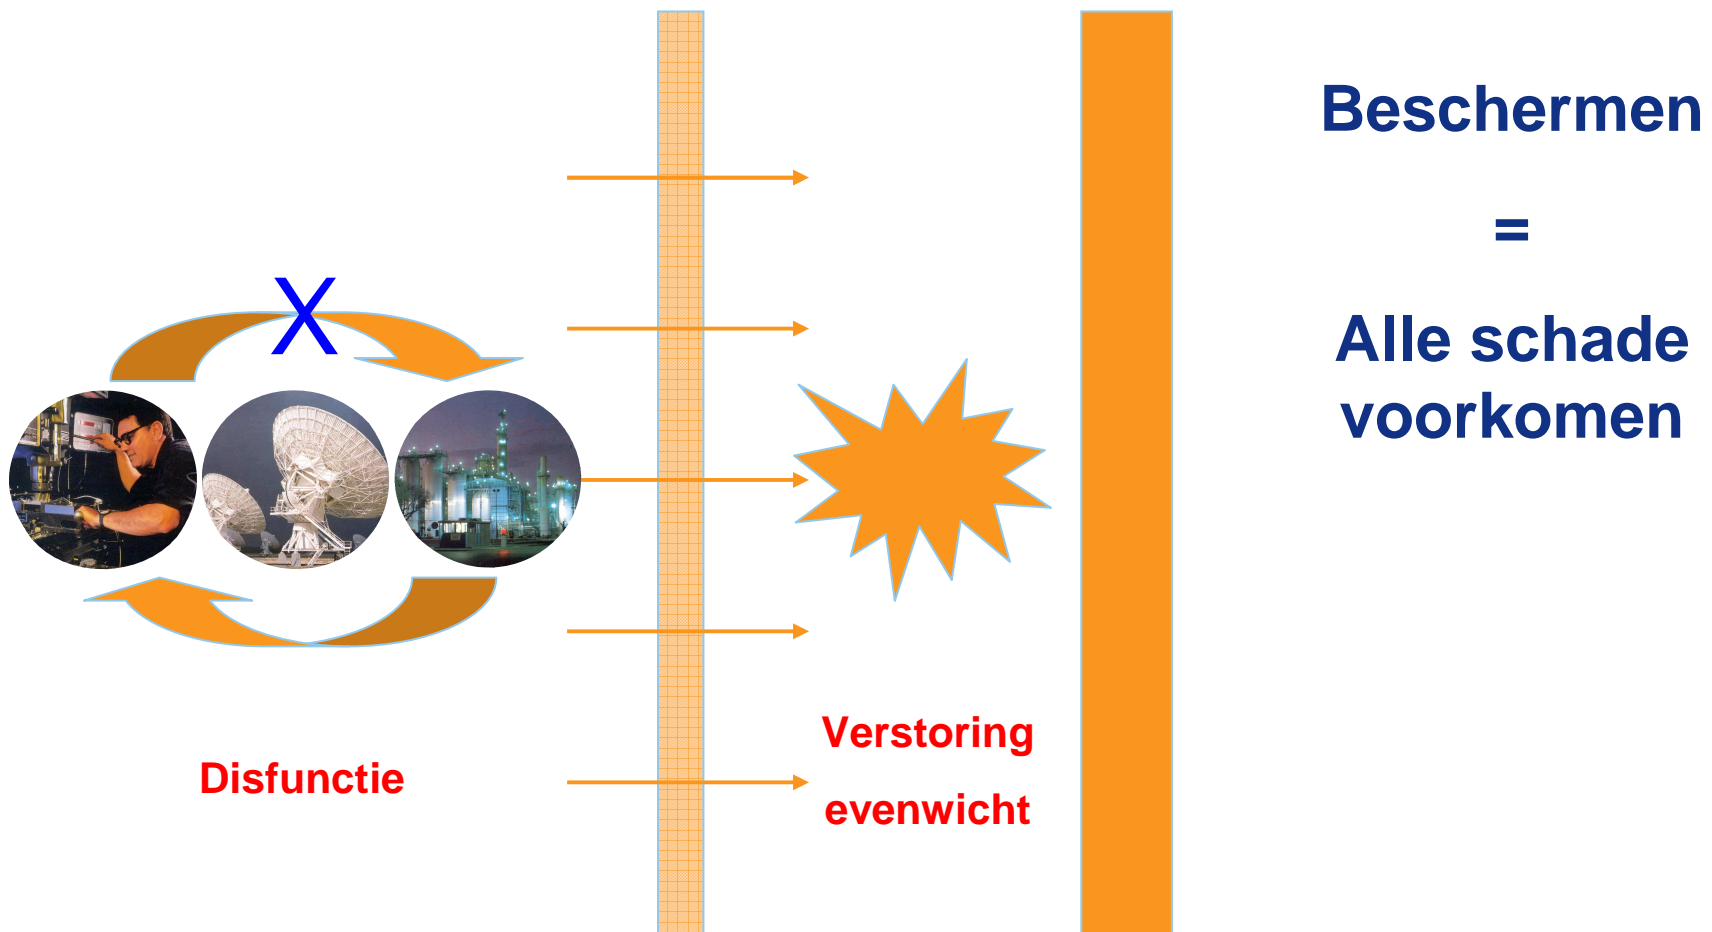 Beschermen
=
Alle schade
voorkomen
X
Disfunctie
Verstoring
evenwicht